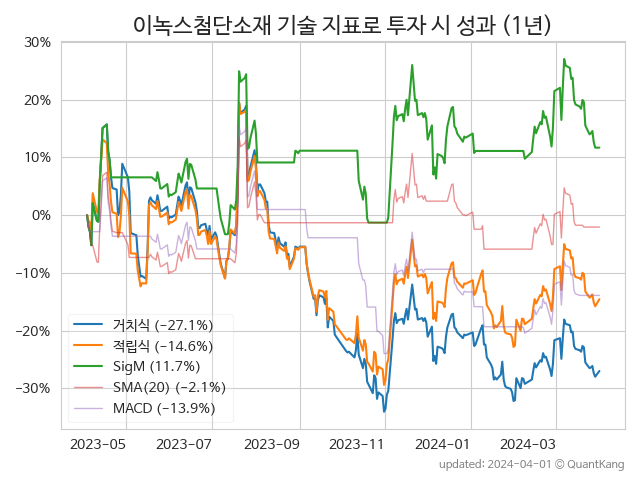 이녹스첨단소재 기술 지표로 투자 시 성과 (1년)
30%
20%
10%
0%
−10%
−20%
−30%
거치식 (−27.1%)
적립식 (−14.6%)
SigM (11.7%)
SMA(20) (−2.1%)
MACD (−13.9%)
2023-05
2023-07
2023-09
2023-11
2024-01
2024-03
updated: 2024-04-01 © QuantKang